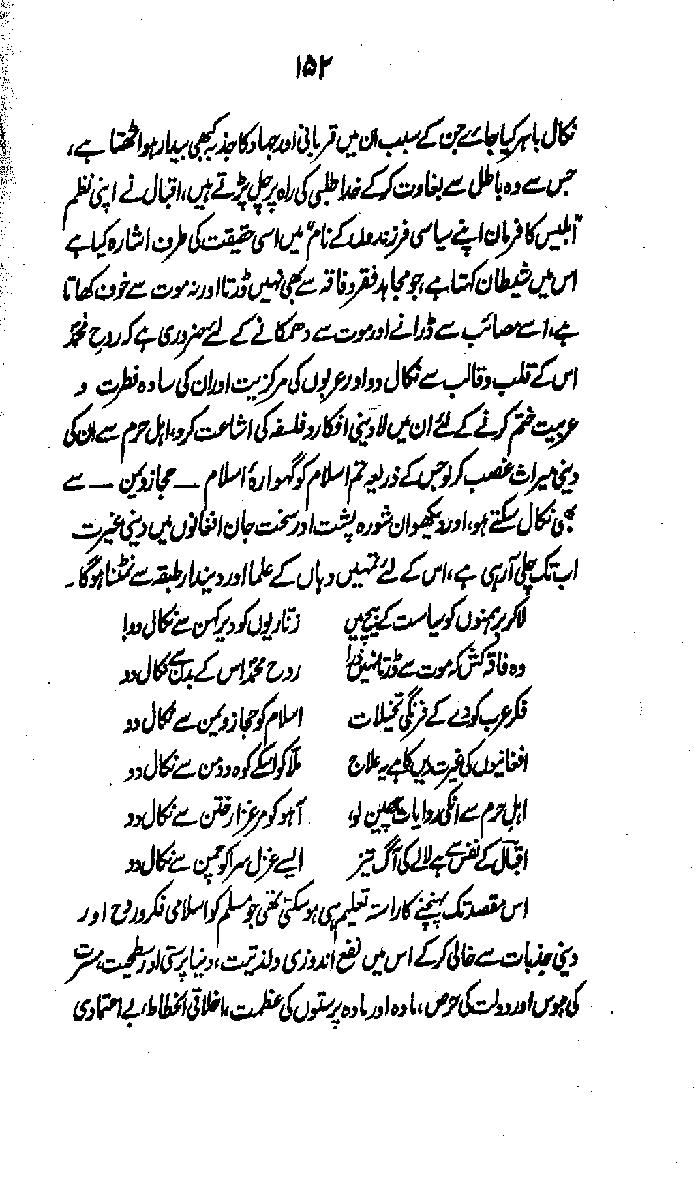 ۱۵۲
نکال باہر کیا جائے جن کے سبب ان میں قربانی اور جہاد کا جذبہ کبھی بیدار ہو اٹھتا ہے،
جس سے وہ باطل سے بغاوت کرکے خدا طلبی کی راہ پر چل پڑتے ہیں، اقبال نے اپنی نظم
"ابلیس کا فرمان اپنے سیاسی فرزندوں کے نام" میں اسی حقیقت کی طرف اشارہ کیا ہے
اس میں شیطان کہتا ہے، جو مجاہد فقر و فاقہ سے بھی نہیں ڈرتا اور نہ موت سے خوف کھاتا
ہے، اسے مصائب سے ڈرانے اور موت سے دھمکانے کے لئے ضروری ہے کہ روحِ محمدؐ
اس کے قلب و قالب سے نکال دو اور عربوں کی مرکزیت اور ان کی سادہ فطرت و
عربیت ختم کرنے کے لئے ان میں لادینی افکار و فلسفہ کی اشاعت کرو، اہل حرم سے ان کی
دینی میراث غصب کر لو جس کے ذریعہ تم اسلام کو گہوارۂ اسلام — حجاز و یمن — سے
بھی نکال سکتے ہو، اور دیکھو ان شورہ پشت اور سخت جان افغانوں میں دینی غیرت
اب تک چلی آرہی ہے، اس کے لئے تمہیں وہاں کے علما اور دیندار طبقہ سے نمٹنا ہوگا۔
لا کر برہمنوں کو سیاست کے پیچ میں زناریوں کو دیر کہن سے نکال دو!
وہ فاقہ کش کہ موت سے ڈرتا نہیں ذرا روح محمدؐ اس کے بدن سے نکال دو
فکر عرب کو دے کے فرنگی تخیلات اسلام کو حجاز و یمن سے نکال دو
افغانیوں کی غیرت دیں کا ہے یہ علاج ملا کو انکے کوہ و دمن سے نکال دو
اہل حرم سے انکی روایات چھین لو آہو کو مرغزار ختن سے نکال دو
اقبالؔ کے نفس سے ہے لالے کی آگ تیز ایسے غزل سرا کو چمن سے نکال دو
اس مقصد تک پہنچنے کا راستہ تعلیم ہی ہو سکتی تھی جو مسلم کو اسلامی فکر و روح اور
دینی جذبات سے خالی کرکے اس میں نفع اندوزی و لذتیت، دنیا پرستی اور سطحیت، مسرت
کی ہوس اور دولت کی حرص، مادہ اور مادہ پرستوں کی عظمت، اخلاقی انحطاط، بے اعتمادی